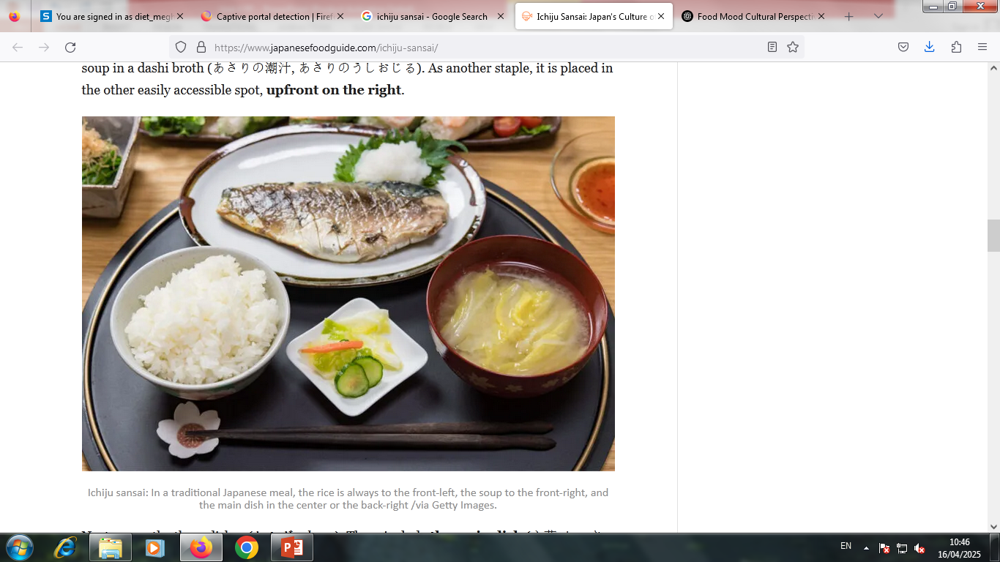 You are signed in as diet_megh
Captive portal detection | Firef
ichiju sansai - Google Search
Ichiju Sansai: Japan's Culture o
Food Mood Cultural Perspecti
https://www.japanesefoodguide.com/ichiju-sansai/
soup in a dashi broth (あさりの潮汁, あさりのうしおじる). As another staple, it is placed in
the other easily accessible spot, upfront on the right.
Ichiju sansai: In a traditional Japanese meal, the rice is always to the front-left, the soup to the front-right, and
the main dish in the center or the back-right /via Getty Images.
EN
10:46
16/04/2025